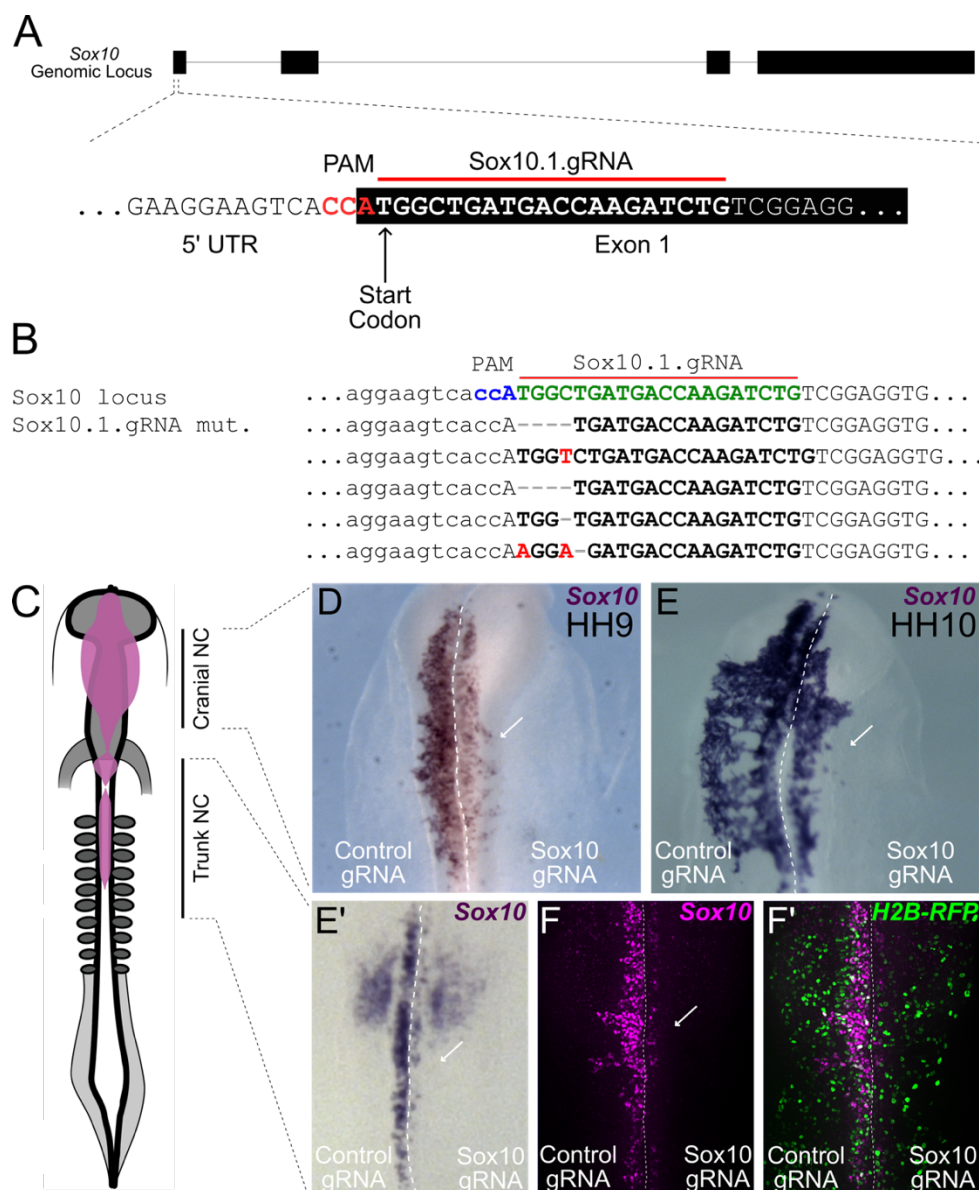 A
Sox10
Genomic Locus
PAM
Sox10.1.gRNA
...GAAGGAAGTCACCATGGCTGATGACCAAGATCTGTCGGAGG...
5' UTR
Exon 1
Start
Codon
B
PAM
Sox10.1.gRNA
Sox10 locus
...aggaagtcaccATGGCTGATGACCAAGATCTGTCGGAGGTG...
Sox10.1.gRNA mut.
...aggaagtcaccA----TGATGACCAAGATCTGTCGGAGGTG...
...aggaagtcaccATGGTCTGATGACCAAGATCTGTCGGAGGTG...
...aggaagtcaccA----TGATGACCAAGATCTGTCGGAGGTG...
...aggaagtcaccATGG-TGATGACCAAGATCTGTCGGAGGTG...
...aggaagtcaccAAGGA-GATGACCAAGATCTGTCGGAGGTG...
C
Cranial NC
Trunk NC
D
Sox10
HH9
Control
gRNA
Sox10
gRNA
E
Sox10
HH10
Control
gRNA
Sox10
gRNA
E'
Sox10
Control
gRNA
Sox10
gRNA
F
Sox10
Control
gRNA
Sox10
gRNA
F'
H2B-RFP
Control
gRNA
Sox10
gRNA